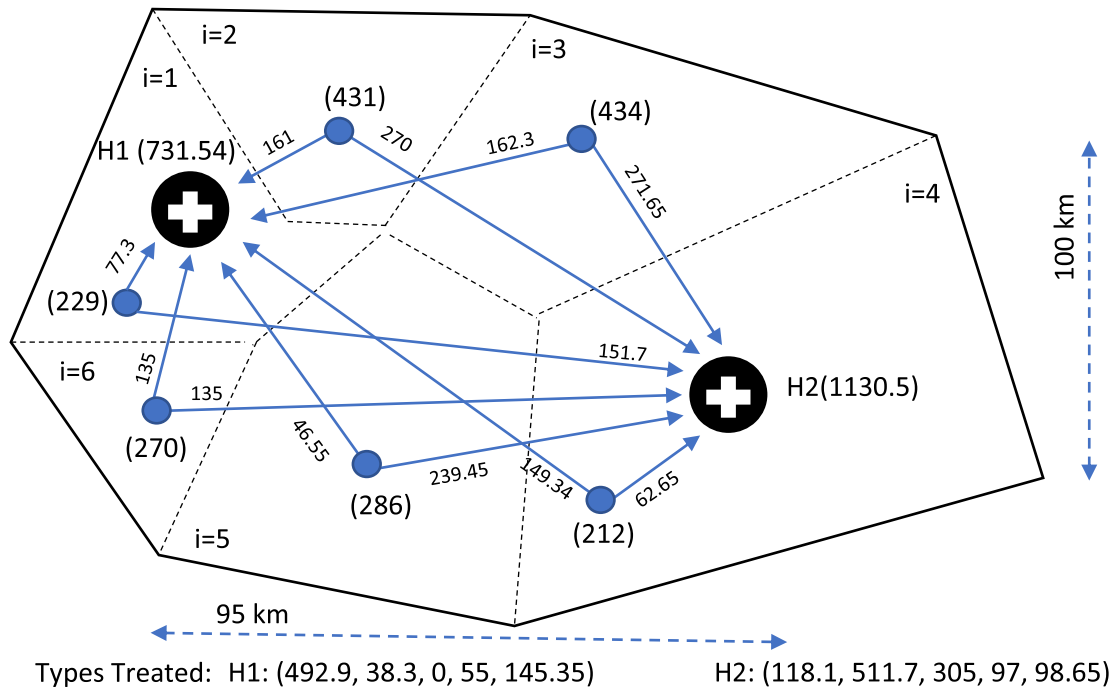 i=2
i=3
i=1
(431)
(434)
161
270
162.3
H1 (731.54)
271.65
i=4
100 km
77.3
(229)
151.7
i=6
135
135
H2(1130.5)
(270)
46.55
239.45
149.34
62.65
(286)
(212)
i=5
95 km
Types Treated: H1: (492.9, 38.3, 0, 55, 145.35) H2: (118.1, 511.7, 305, 97, 98.65)